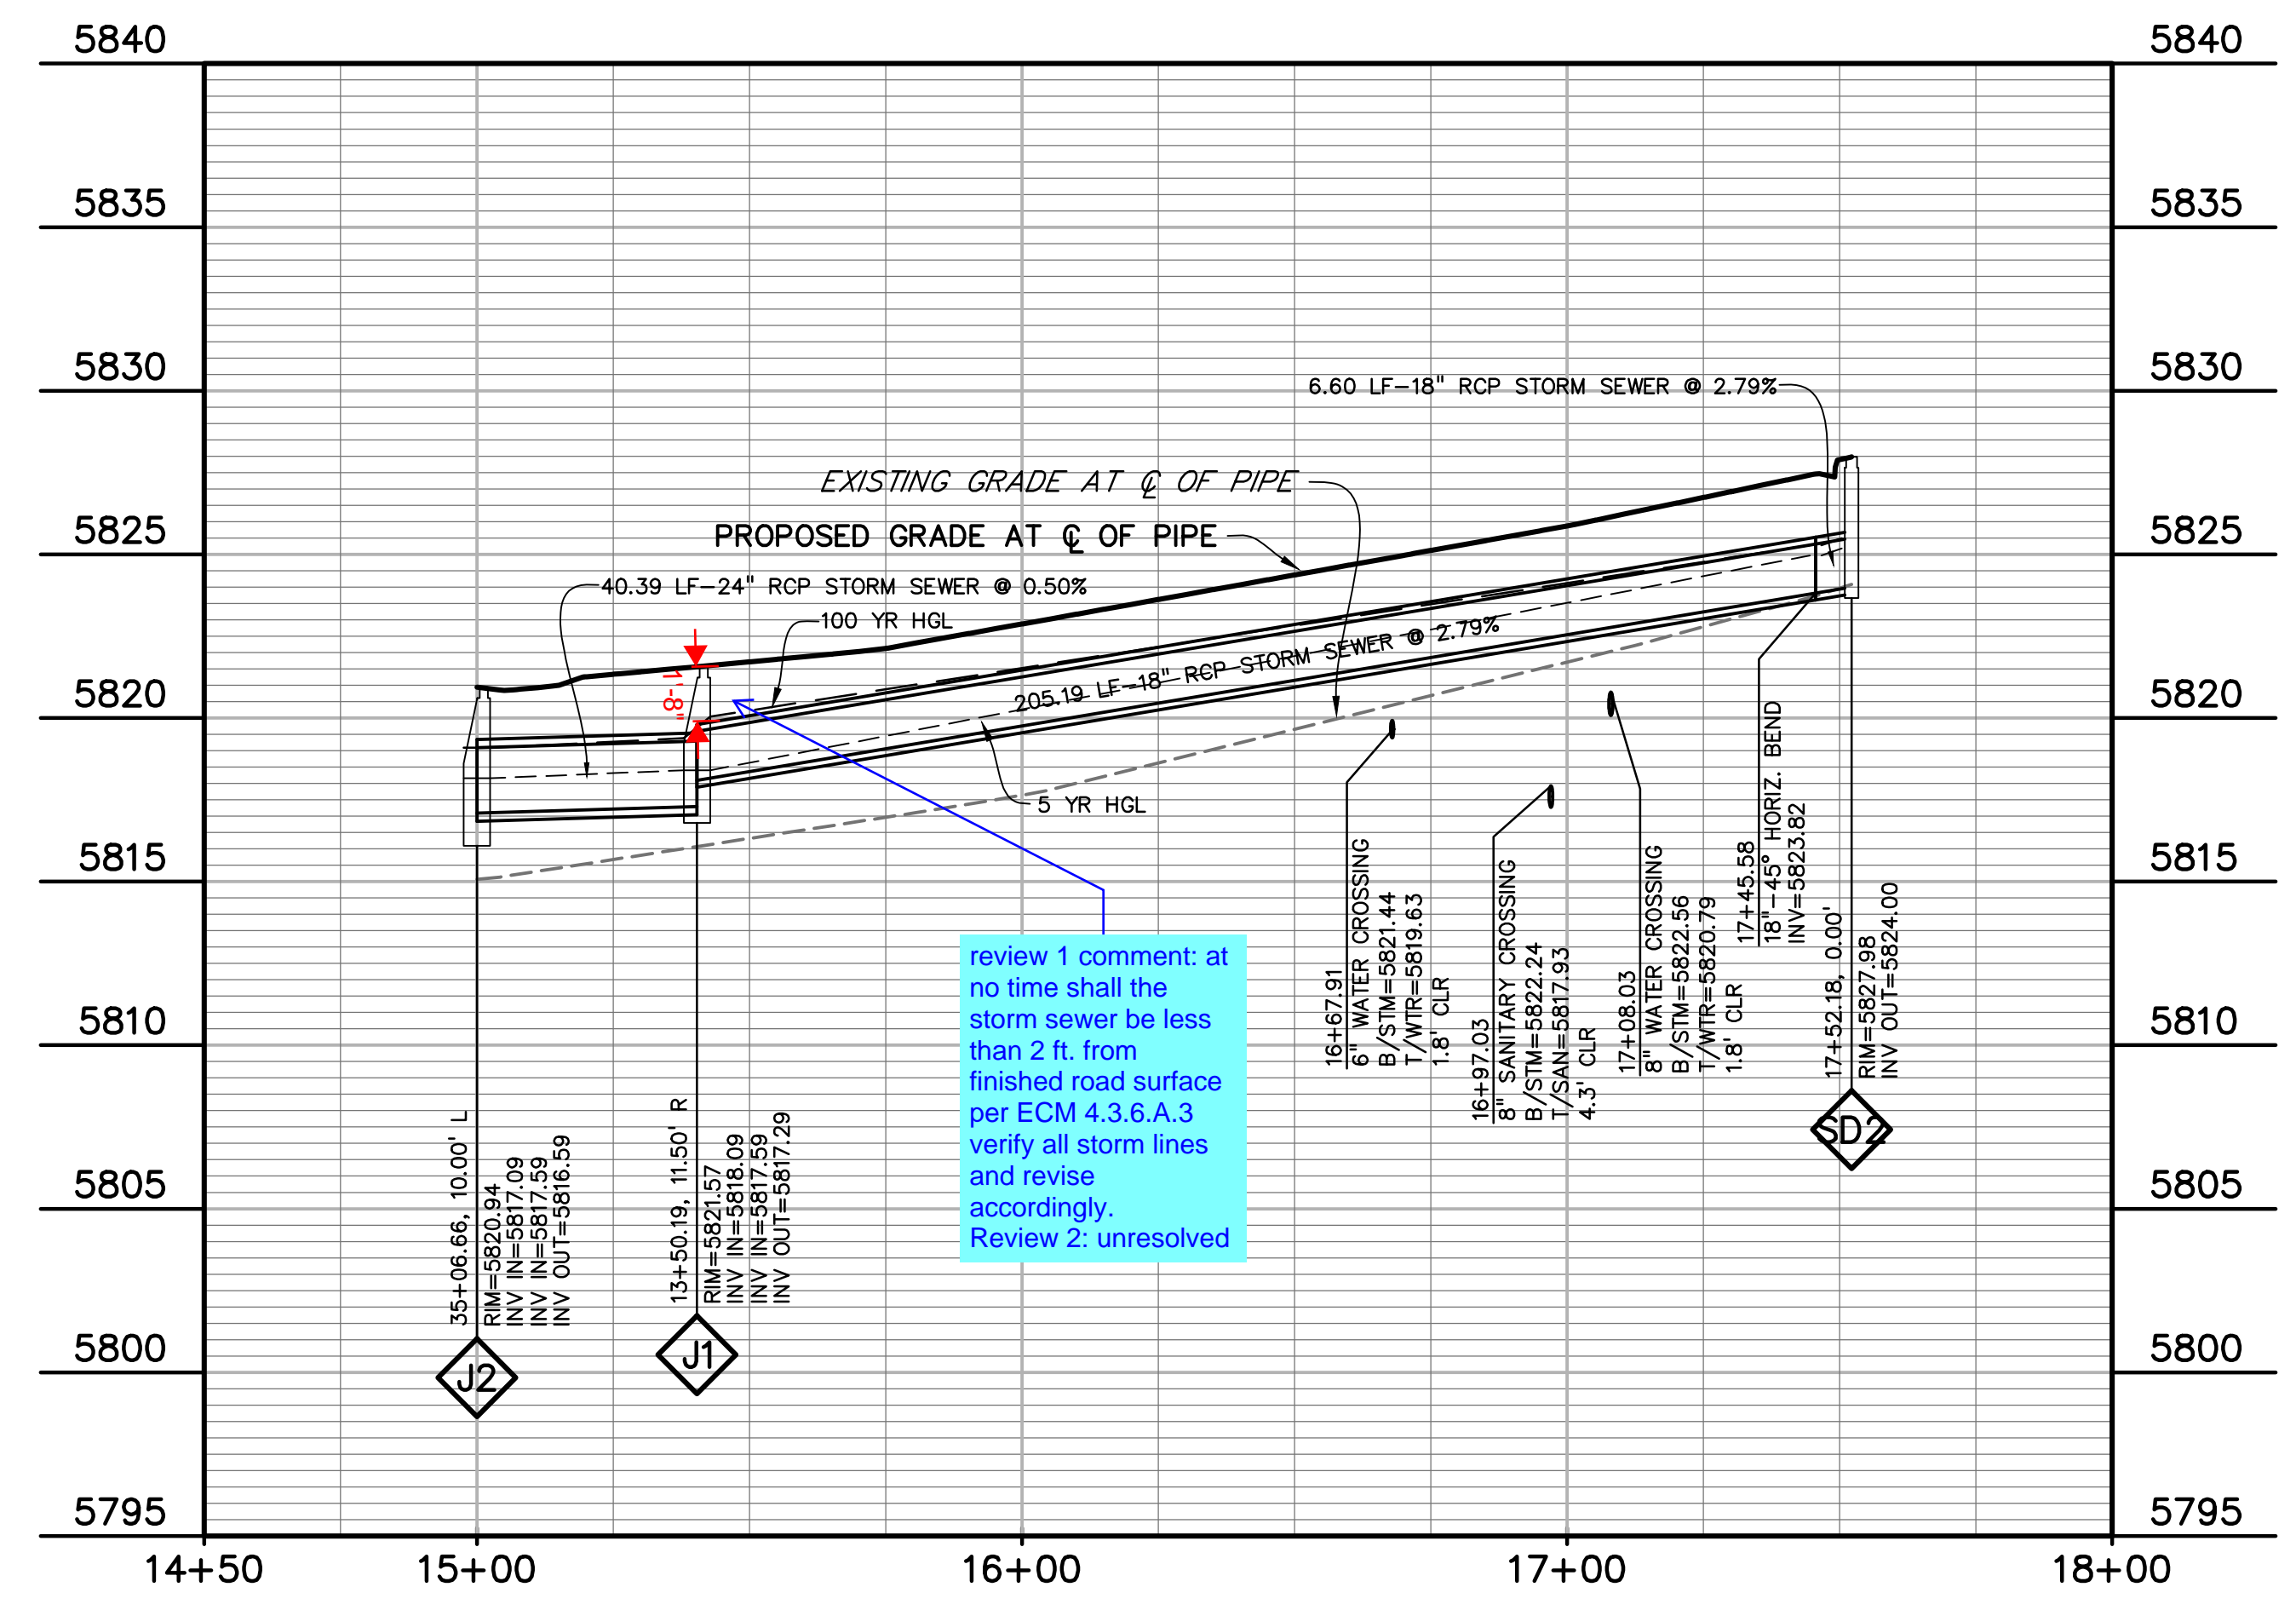 5840
5840
5835
5835
5830
5830
6.60 LF-18" RCP STORM SEWER @ 2.79%
EXISTING GRADE AT ℄ OF PIPE
PROPOSED GRADE AT ℄ OF PIPE
5825
5825
40.39 LF-24" RCP STORM SEWER @ 0.50%
100 YR HGL
205.19 LF-18" RCP STORM SEWER @ 2.79%
1'-8"
5820
5820
5 YR HGL
5815
5815
5810
5810
5805
5805
5800
5800
5795
5795
35+06.66, 10.00' L
RIM=5820.94
INV IN=5817.09
INV IN=5817.59
INV OUT=5816.59
J2
13+50.19, 11.50' R
RIM=5821.57
INV IN=5818.09
INV IN=5817.59
INV OUT=5817.29
J1
review 1 comment: at
no time shall the
storm sewer be less
than 2 ft. from
finished road surface
per ECM 4.3.6.A.3
verify all storm lines
and revise
accordingly.
Review 2: unresolved
16+67.91
6" WATER CROSSING
B/STM=5821.44
T/WTR=5819.63
1.8' CLR
16+97.03
8" SANITARY CROSSING
B/STM=5822.24
T/SAN=5817.93
4.3' CLR
17+08.03
8" WATER CROSSING
B/STM=5822.56
T/WTR=5820.79
1.8' CLR
17+45.58
18"-45° HORIZ. BEND
INV=5823.82
17+52.18, 0.00'
RIM=5827.98
INV OUT=5824.00
SD2
14+50
15+00
16+00
17+00
18+00